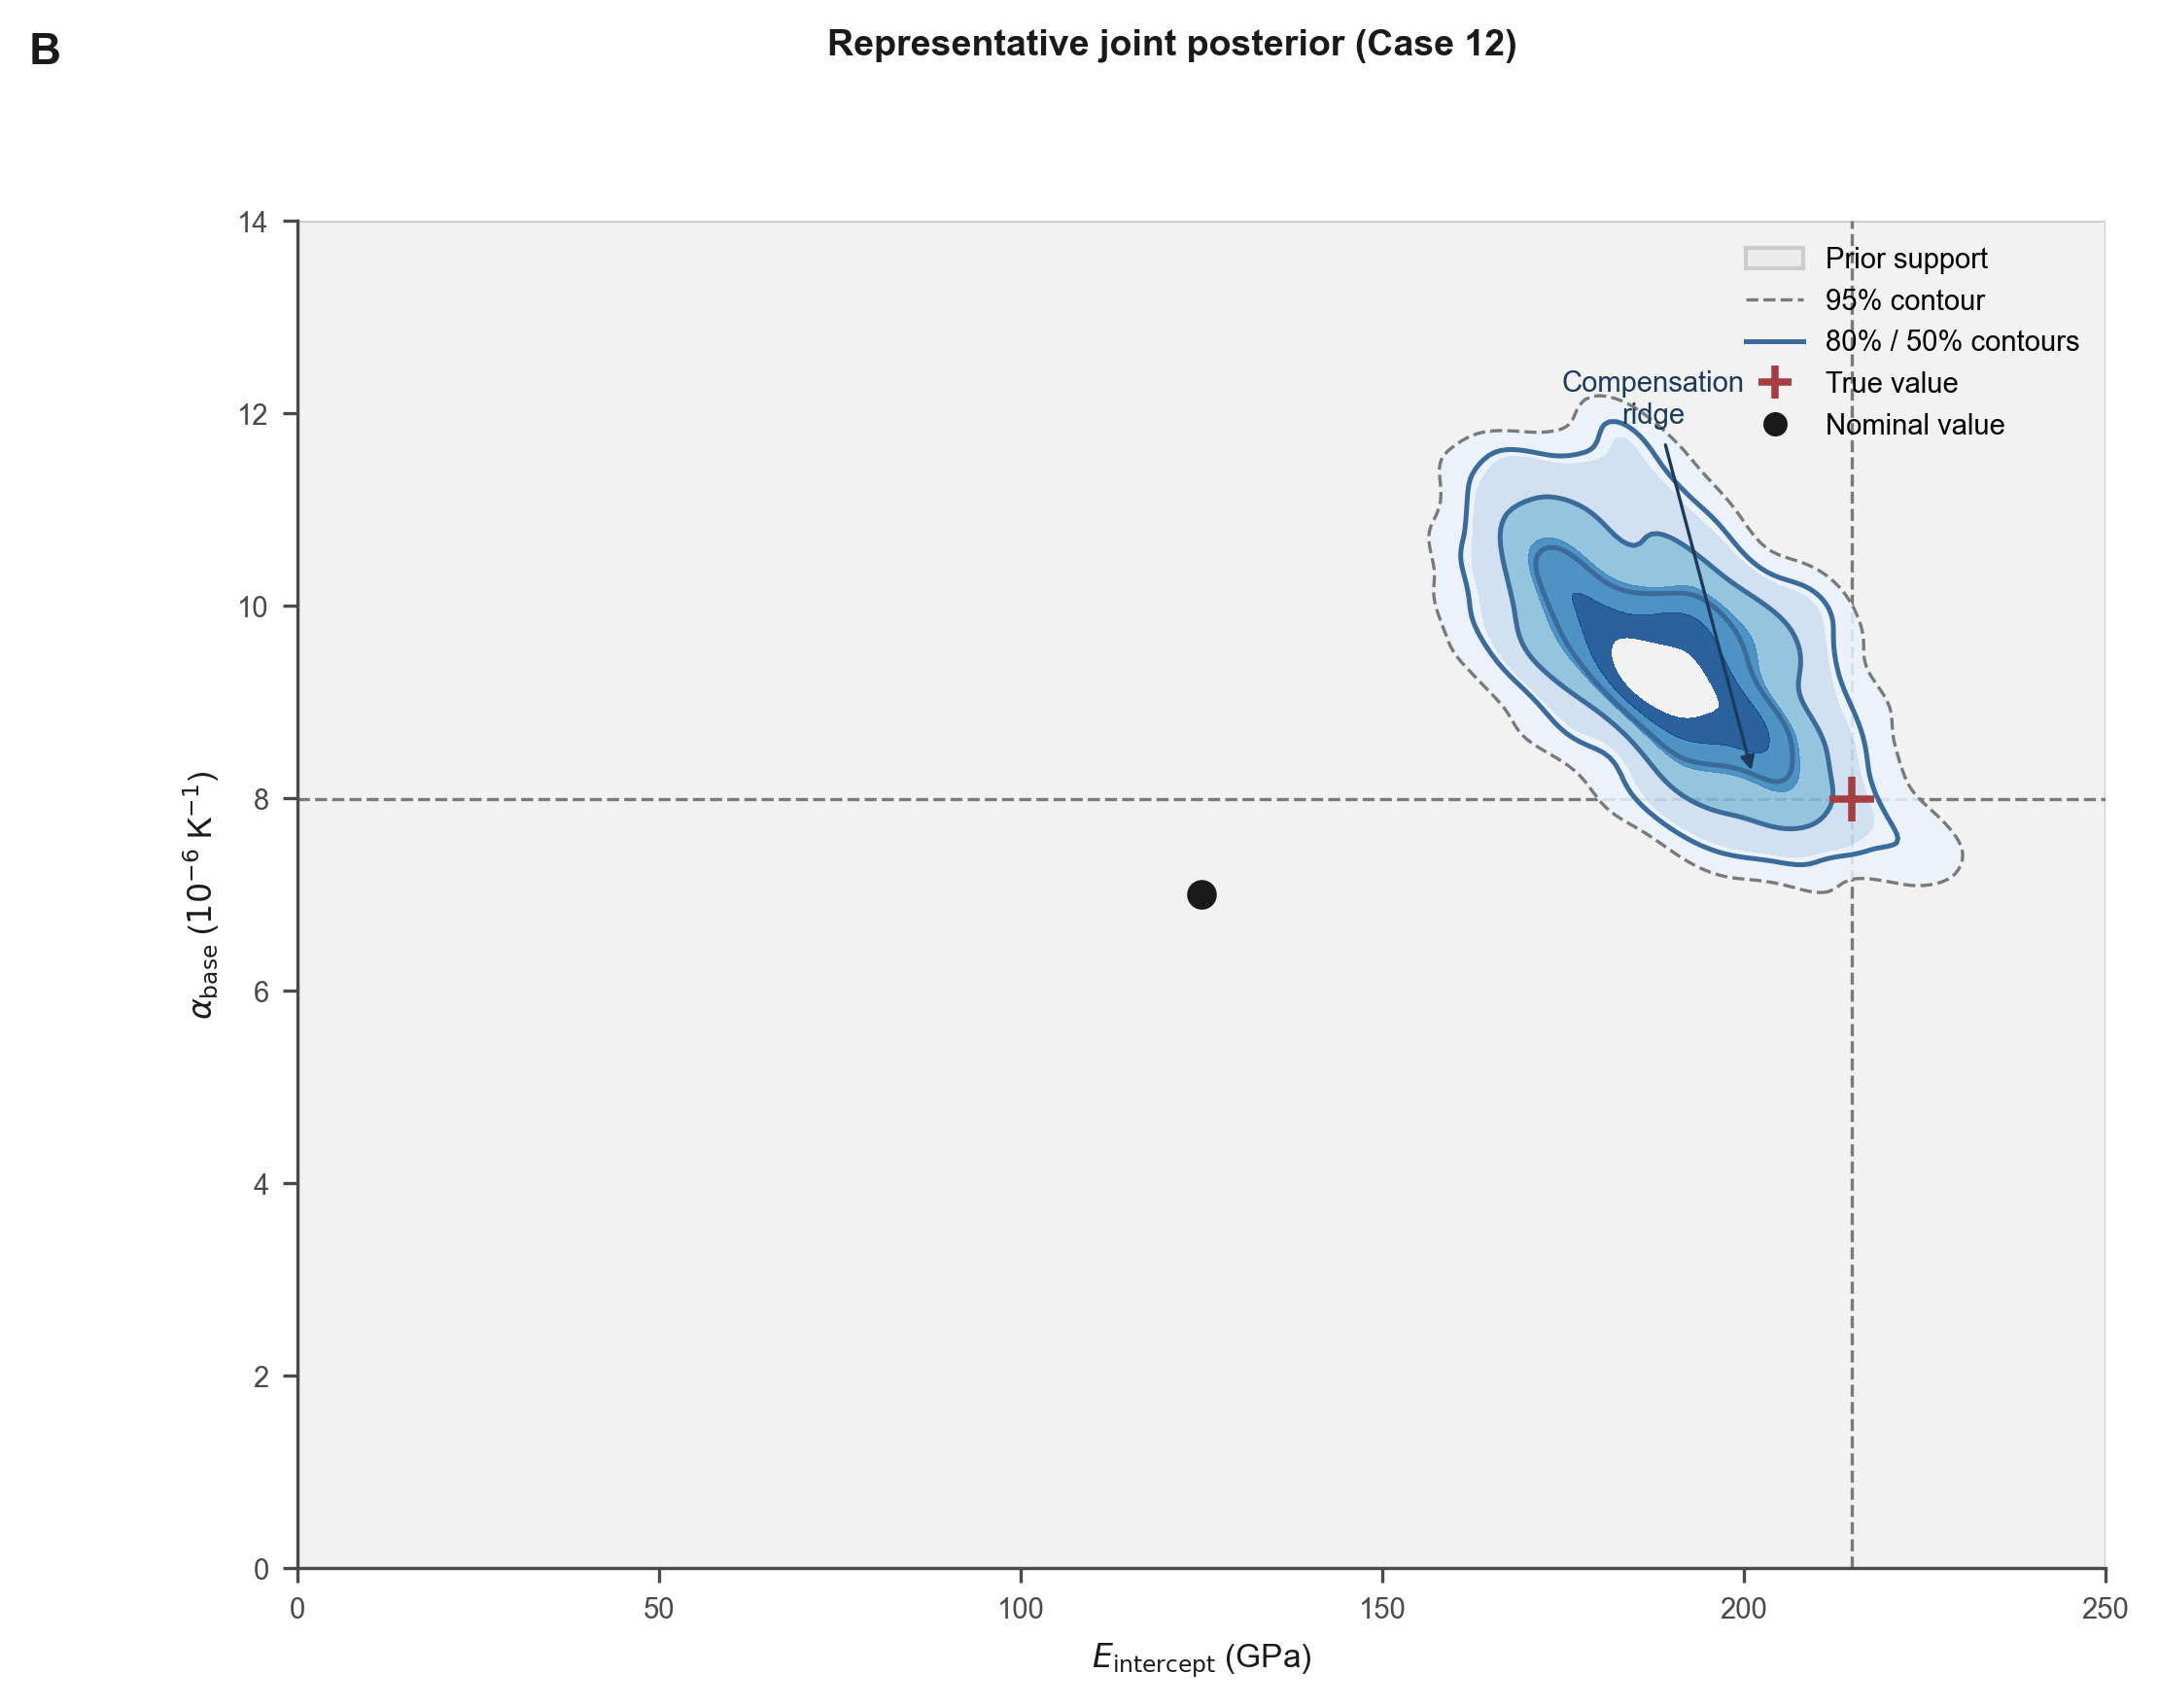 B
Representative joint posterior (Case 12)
14
12
10
8
6
4
2
0
α_base (10⁻⁶ K⁻¹)
Prior support
95% contour
80% / 50% contours
True value
Nominal value
Compensation
ridge
0
50
100
150
200
250
E_intercept (GPa)